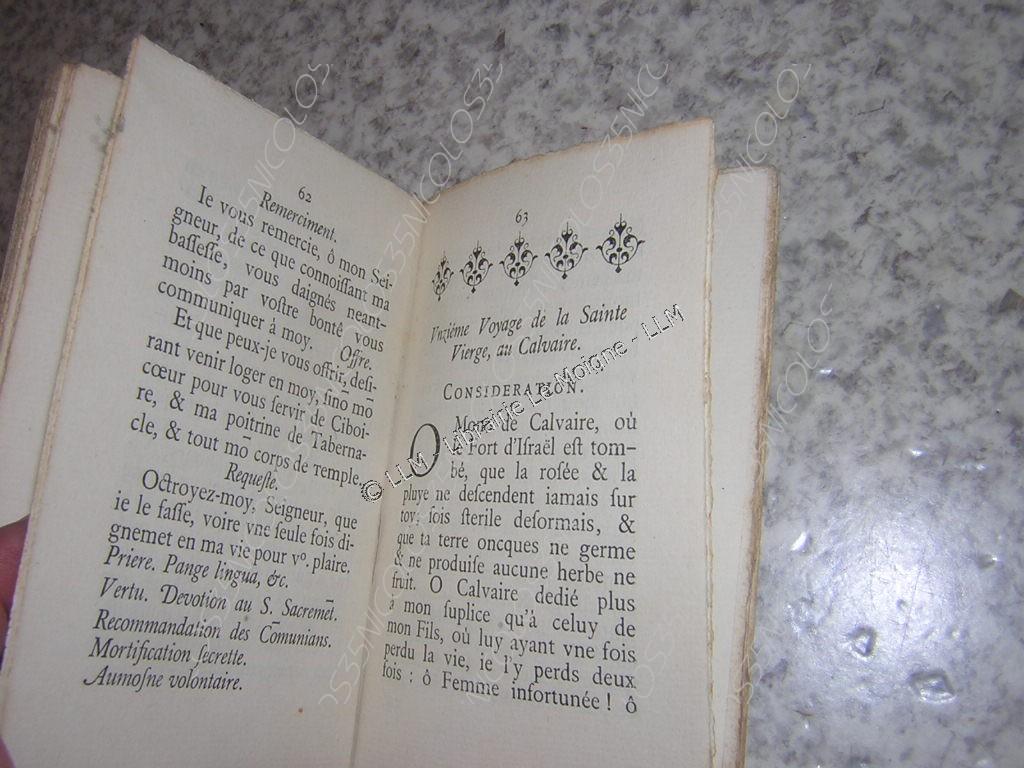 62
Remerciment.
Ie vous remercie, ô mon Sei-
gneur, de ce que connoiſſant ma
baſſeſſe, vous daignés neant-
moins par voſtre bonté vous
communiquer à moy. Offre.
Et que peux-je vous offrir, deſi-
rant venir loger en moy, ſinõ mõ
cœur pour vous ſervir de Ciboi-
re, & ma poitrine de Taberna-
cle, & tout mõ corps de temple,
Requeſte.
Octroyez-moy, Seigneur, que
ie le faſſe, voire vne ſeule fois di-
gnemet en ma vie pour vº. plaire.
Priere. Pange lingua, &c.
Vertu. Devotion au S. Sacremẽt.
Recommandation des Cõmunians.
Mortification ſecrette.
Aumoſne volontaire.
63
Vnziéme Voyage de la Sainte
Vierge, au Calvaire.
CONSIDERATION.
O Mont de Calvaire, où
le Fort d'Israël est tom-
bé, que la roſée & la
pluye ne deſcendent iamais ſur
toy, ſois ſterile deſormais, &
que ta terre oncques ne germe
& ne produiſe aucune herbe ne
fruit. O Calvaire dedié plus
à mon ſuplice qu'à celuy de
mon Fils, où luy ayant vne fois
perdu la vie, ie l'y perds deux
fois : ô Femme infortunée ! ô
© LLM - Librairie Le Moigne - LLM
NICOLOS35